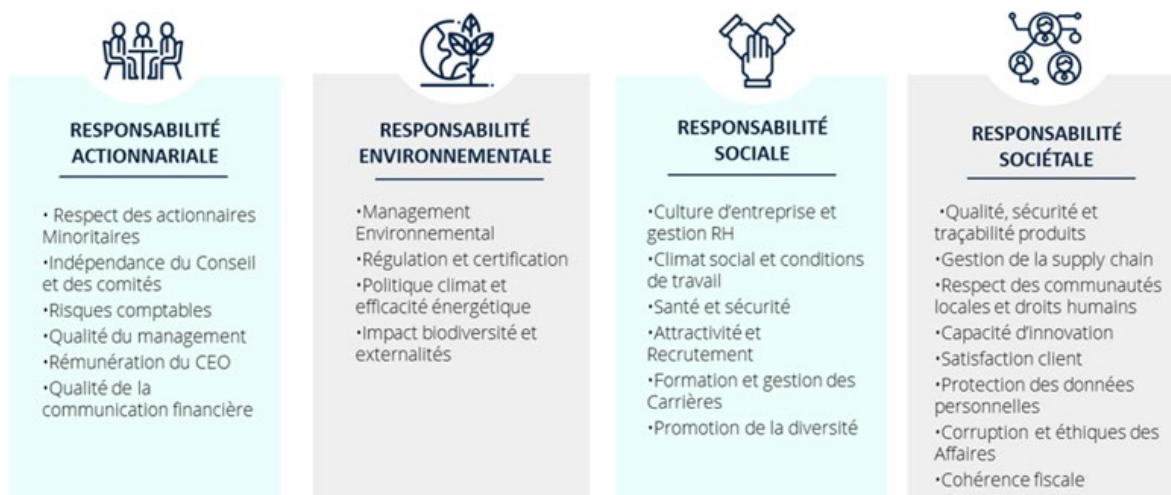 RESPONSABILITÉ
ACTIONNARIALE
• Respect des actionnaires
Minoritaires
•Indépendance du Conseil
et des comités
•Risques comptables
•Qualité du management
•Rémunération du CEO
•Qualité de la
communication financière
RESPONSABILITÉ
ENVIRONNEMENTALE
•Management
Environnemental
•Régulation et certification
•Politique climat et
efficacité énergétique
•Impact biodiversité et
externalités
RESPONSABILITÉ
SOCIALE
•Culture d'entreprise et
gestion RH
•Climat social et conditions
de travail
•Santé et sécurité
•Attractivité et
Recrutement
•Formation et gestion des
Carrières
•Promotion de la diversité
RESPONSABILITÉ
SOCIÉTALE
•Qualité, sécurité et
traçabilité produits
•Gestion de la supply chain
•Respect des communautés
locales et droits humains
•Capacité d'innovation
•Satisfaction client
•Protection des données
personnelles
•Corruption et éthiques des
Affaires
•Cohérence fiscale